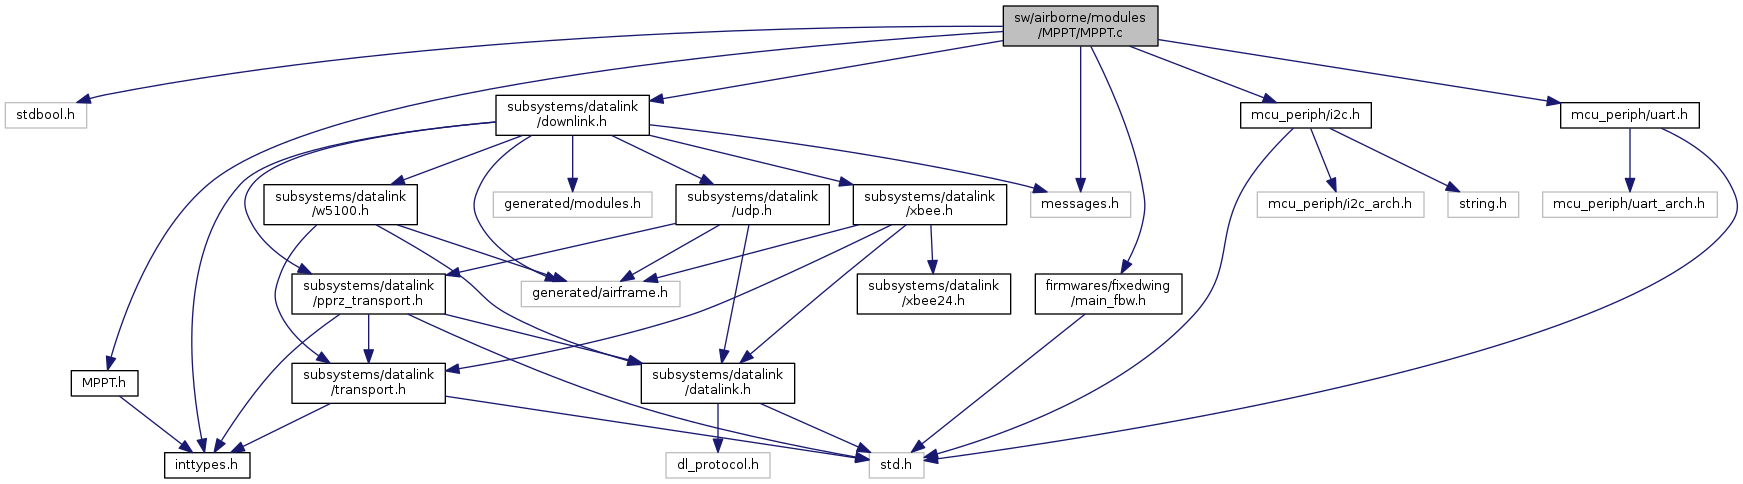 sw/airborne/modules
/MPPT/MPPT.c
stdbool.h
subsystems/datalink
/downlink.h
mcu_periph/i2c.h
mcu_periph/uart.h
subsystems/datalink
/w5100.h
generated/modules.h
subsystems/datalink
/udp.h
subsystems/datalink
/xbee.h
messages.h
mcu_periph/i2c_arch.h
string.h
mcu_periph/uart_arch.h
subsystems/datalink
/pprz_transport.h
generated/airframe.h
subsystems/datalink
/xbee24.h
firmwares/fixedwing
/main_fbw.h
MPPT.h
subsystems/datalink
/transport.h
subsystems/datalink
/datalink.h
inttypes.h
dl_protocol.h
std.h